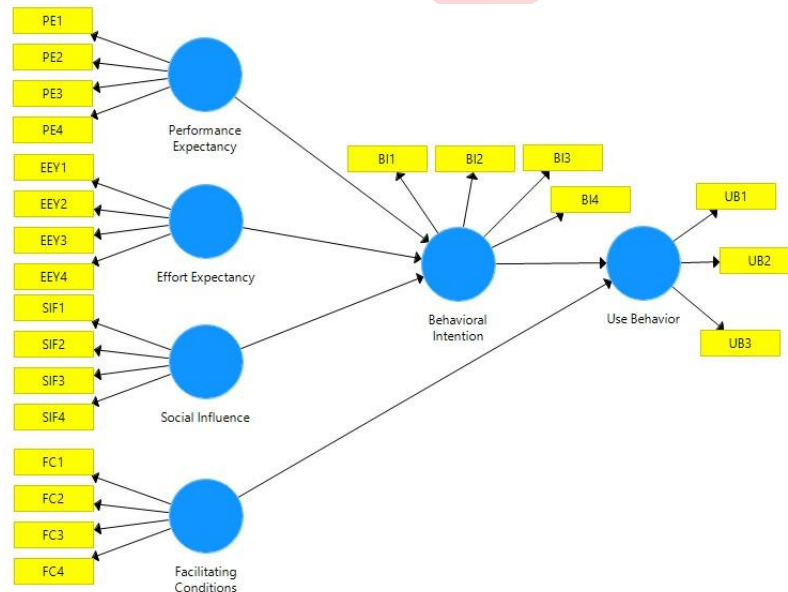 PE1
PE2
PE3
PE4
Performance
Expectancy
EEY1
EEY2
EEY3
EEY4
Effort Expectancy
SIF1
SIF2
SIF3
SIF4
Social Influence
FC1
FC2
FC3
FC4
Facilitating
Conditions
BI1
BI2
BI3
BI4
Behavioral
Intention
UB1
UB2
UB3
Use Behavior